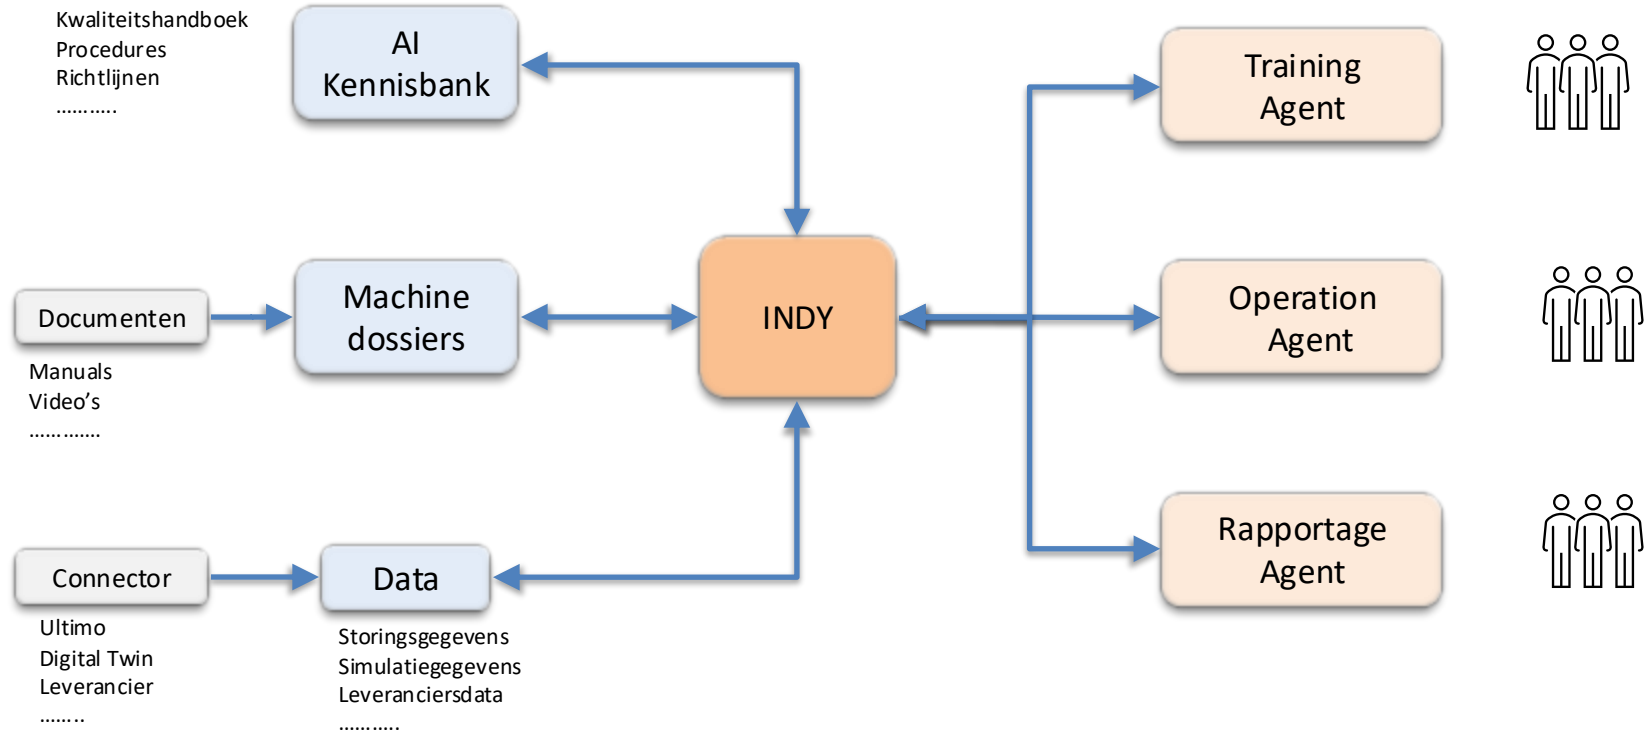 Kwaliteitshandboek
Procedures
Richtlijnen
………..
AI
Kennisbank
Training
Agent
Documenten
Manuals
Video’s
………….
Machine
dossiers
INDY
Operation
Agent
Connector
Ultimo
Digital Twin
Leverancier
……..
Data
Storingsgegevens
Simulatiegegevens
Leveranciersdata
………..
Rapportage
Agent